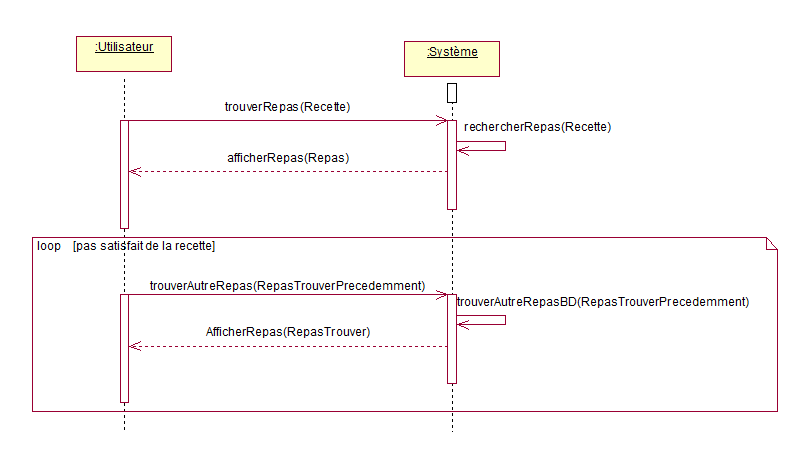 :Utilisateur
:Système
trouverRepas(Recette)
rechercherRepas(Recette)
afficherRepas(Repas)
loop [pas satisfait de la recette]
trouverAutreRepas(RepasTrouverPrecedemment)
trouverAutreRepasBD(RepasTrouverPrecedemment)
AfficherRepas(RepasTrouver)